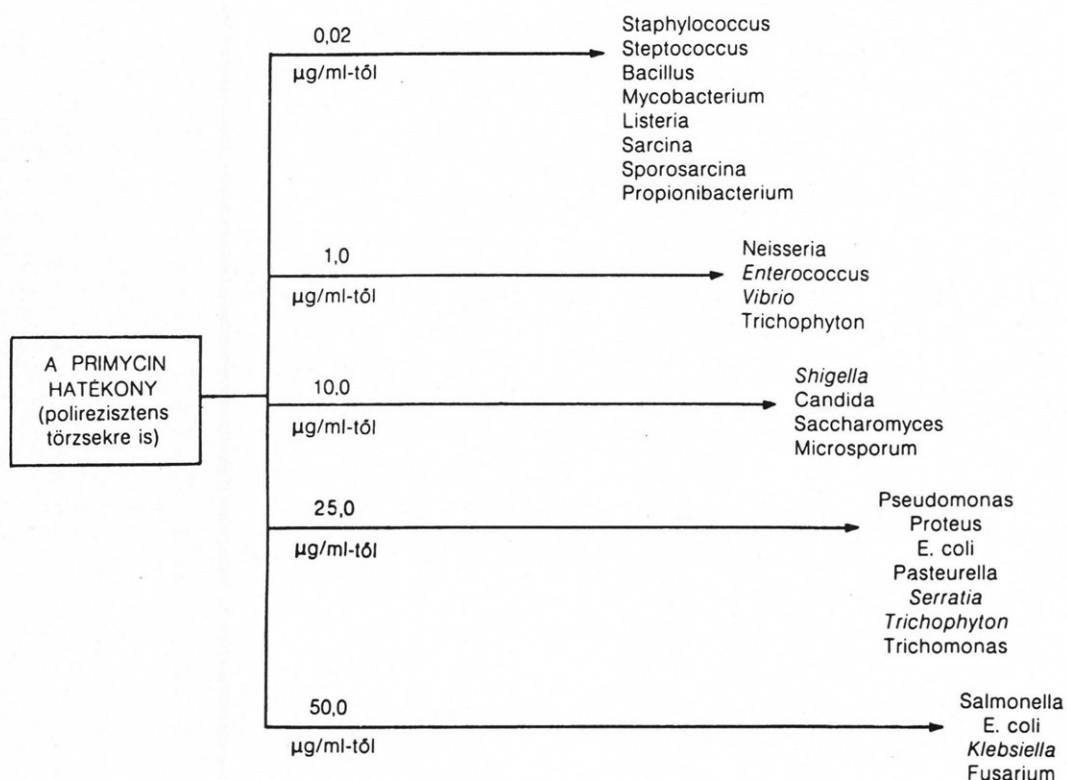 0,02
µg/ml-től
Staphylococcus
Steptococcus
Bacillus
Mycobacterium
Listeria
Sarcina
Sporosarcina
Propionibacterium
1,0
µg/ml-től
Neisseria
Enterococcus
Vibrio
Trichophyton
A PRIMYCIN
HATÉKONY
(polirezisztens
törzsekre is)
10,0
µg/ml-től
Shigella
Candida
Saccharomyces
Microsporum
25,0
µg/ml-től
Pseudomonas
Proteus
E. coli
Pasteurella
Serratia
Trichophyton
Trichomonas
50,0
µg/ml-től
Salmonella
E. coli
Klebsiella
Fusarium